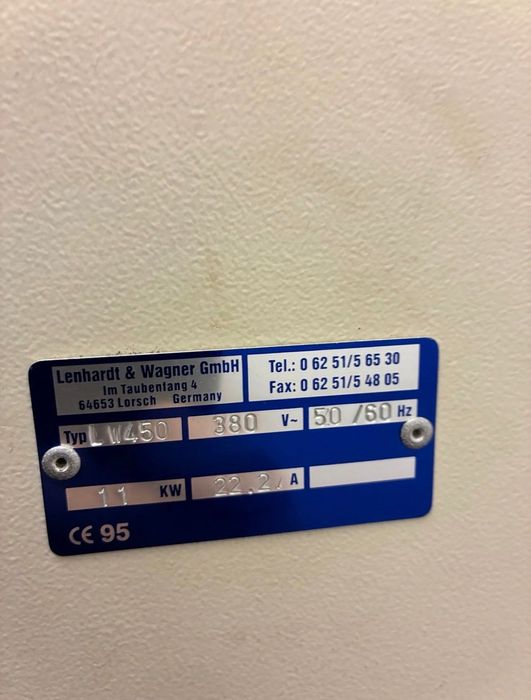 Lenhardt & Wagner GmbH
Im Taubenfang 4
64653 Lorsch Germany
Tel.: 0 62 51/5 65 30
Fax: 0 62 51/5 48 05
Typ LW450 380 V~ 50 /60 Hz
11 KW 22,2/ A
CE 95